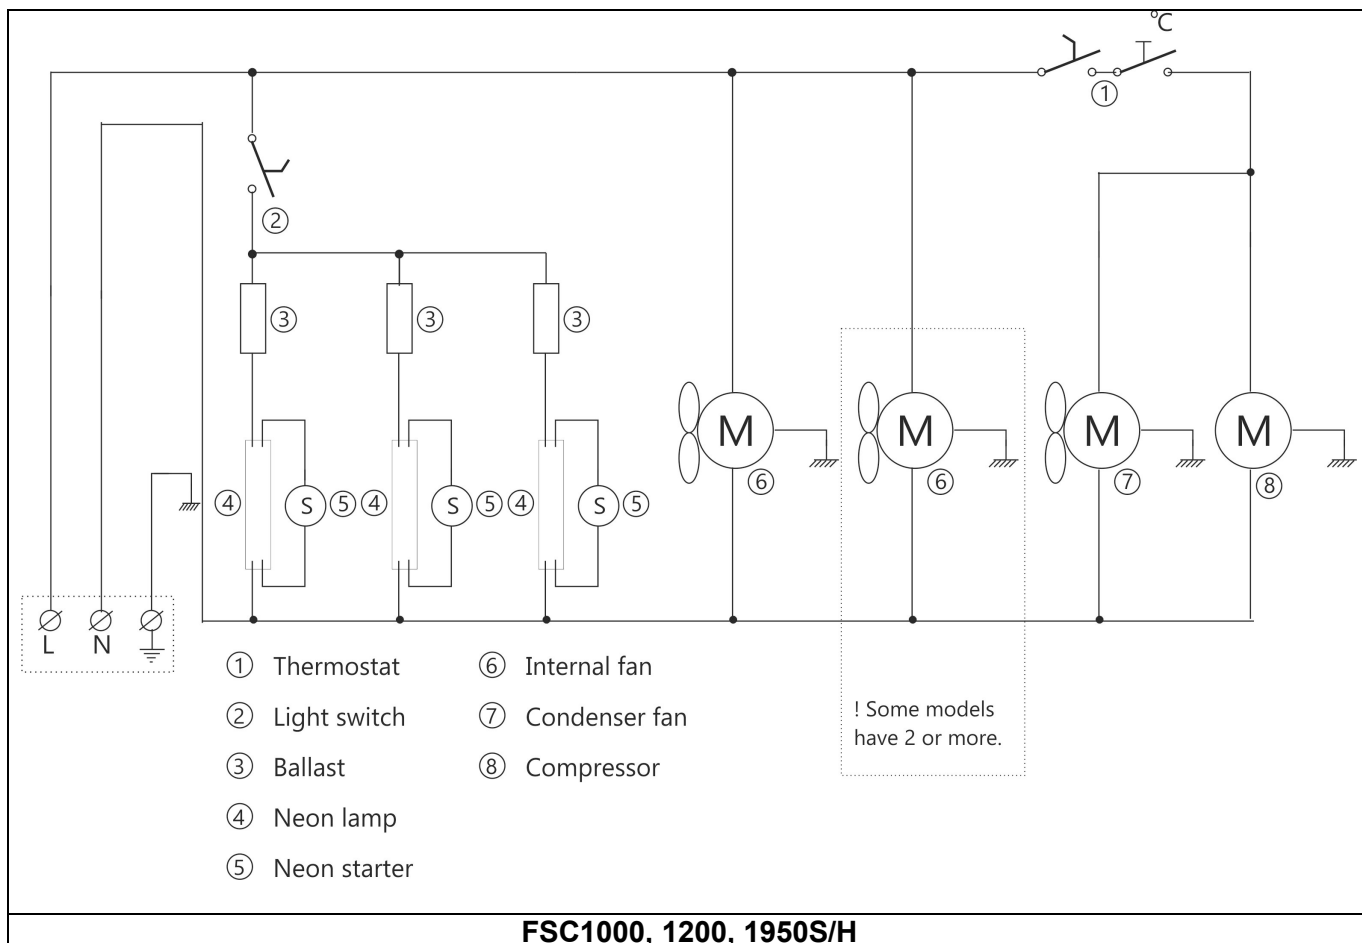 °C
①
②
③ ③ ③
M M M M
⑥ ⑥ ⑦ ⑧
④ S ⑤ ④ S ⑤ ④ S ⑤
L N
① Thermostat
② Light switch
③ Ballast
④ Neon lamp
⑤ Neon starter
⑥ Internal fan
⑦ Condenser fan
⑧ Compressor
! Some models
have 2 or more.
FSC1000, 1200, 1950S/H